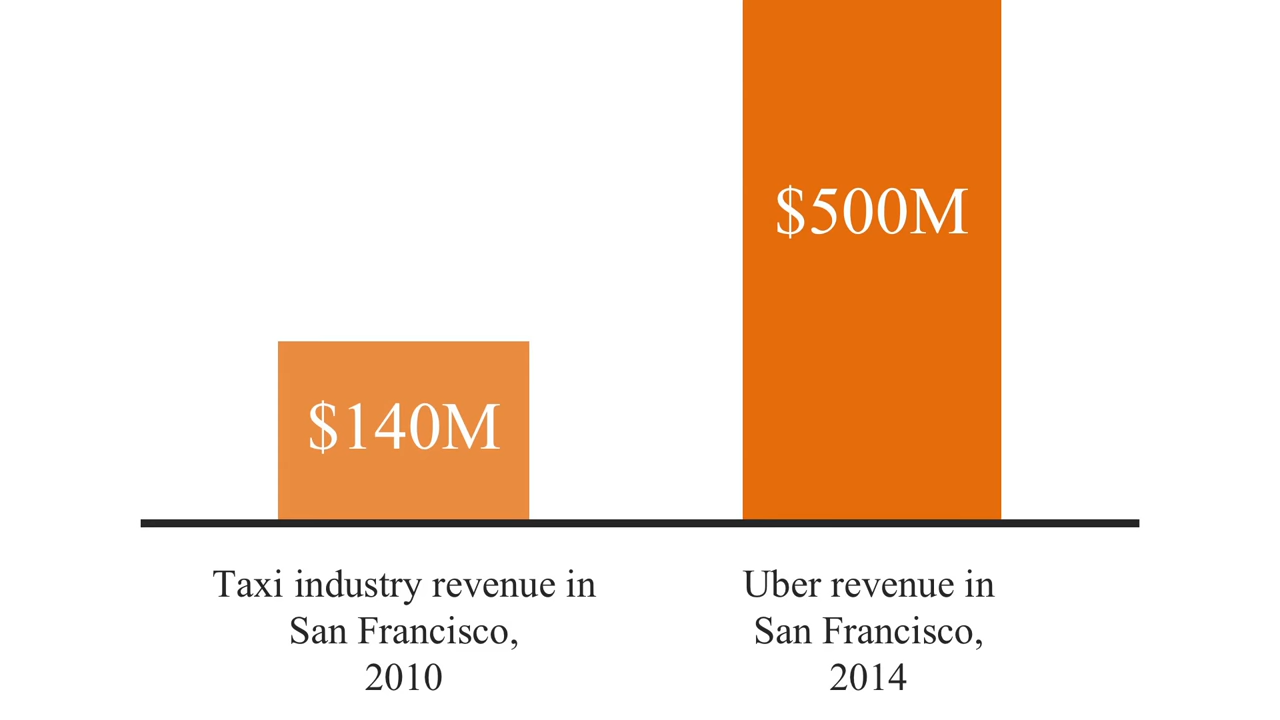 $500M
$140M
Taxi industry revenue in
San Francisco,
2010
Uber revenue in
San Francisco,
2014